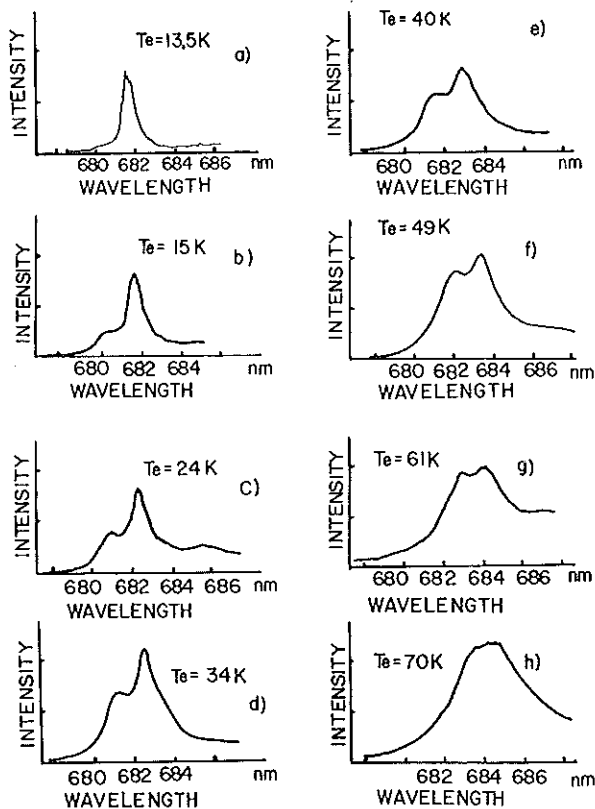 INTENSITY
Te = 13,5 K
a)
680 682 684 686 nm
WAVELENGTH
INTENSITY
Te = 15 K
b)
680 682 684 nm
WAVELENGTH
INTENSITY
Te = 24 K
c)
680 682 684 686 nm
WAVELENGTH
INTENSITY
Te = 34 K
d)
680 682 684 nm
WAVELENGTH
INTENSITY
Te = 40 K
e)
680 682 684 nm
WAVELENGTH
INTENSITY
Te = 49 K
f)
680 682 684 686 nm
WAVELENGTH
INTENSITY
Te = 61 K
g)
680 682 684 686 nm
WAVELENGTH
INTENSITY
Te = 70 K
h)
682 684 686 nm
WAVELENGTH